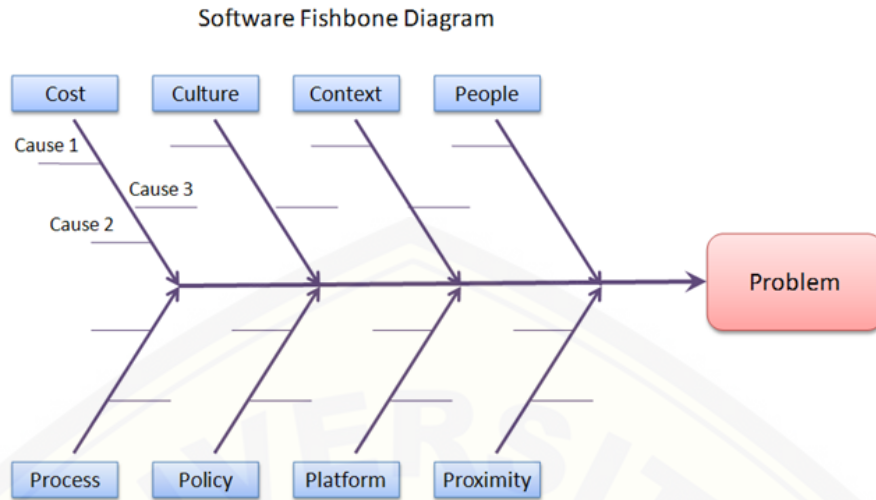 Software Fishbone Diagram
Cost
Culture
Context
People
Cause 1
Cause 3
Cause 2
Problem
Process
Policy
Platform
Proximity